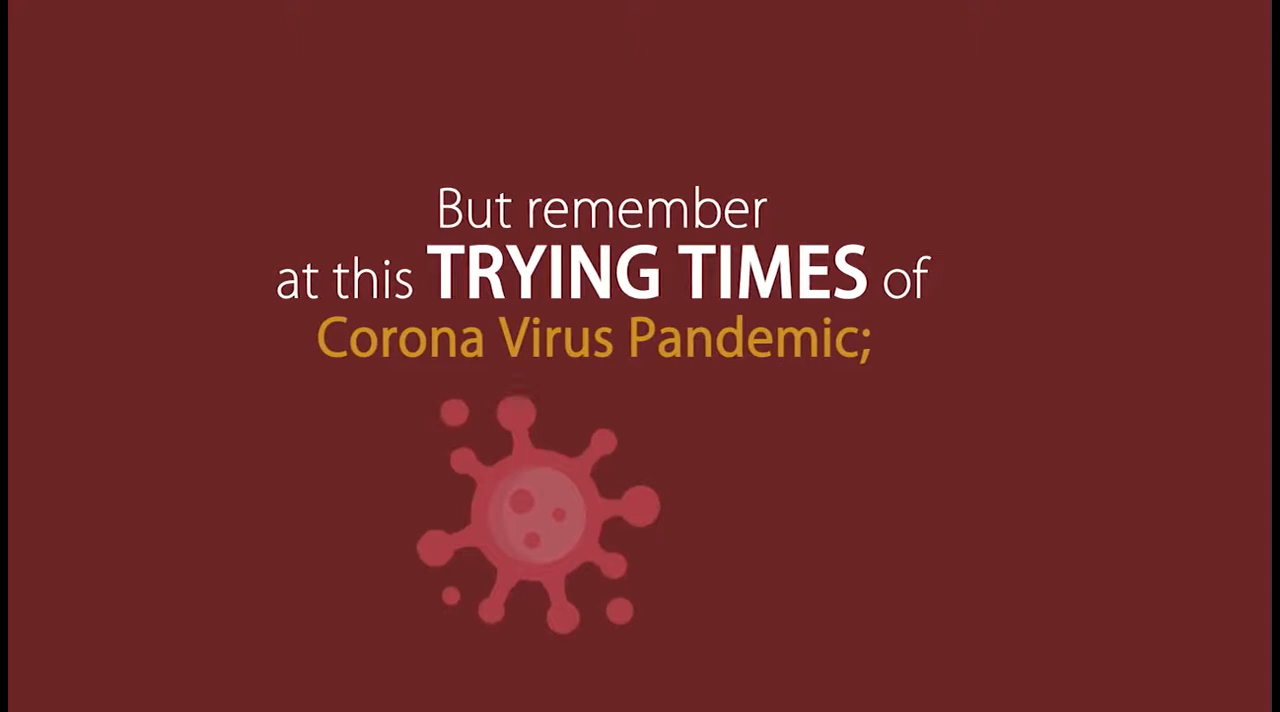 But remember
at this TRYING TIMES of
Corona Virus Pandemic;